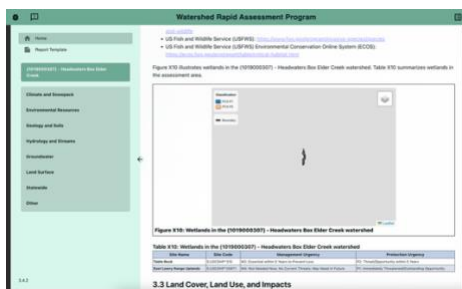 Watershed Rapid Assessment Program
Home
Report Template
(1019000307) - Headwaters Box Elder Creek
Climate and Ecosystem
Environmental Resources
Geology and Soils
Hydrology and Streams
Groundwater
Land Surface
Statewide
Other
3.4.2
• US Fish and Wildlife Service (USFWS):
• US Fish and Wildlife Service (USFWS) Environmental Conservation Online System (ECOS):
Figure X10 illustrates wetlands in the (1019000307) - Headwaters Box Elder Creek watershed. Table X10 summarizes wetlands in
the assessment area.
Figure X10: Wetlands in the (1019000307) - Headwaters Box Elder Creek watershed
Table X10: Wetlands in the (1019000307) - Headwaters Box Elder Creek watershed
Site Name Site Code Management Urgency Protection Urgency
3.3 Land Cover, Land Use, and Impacts